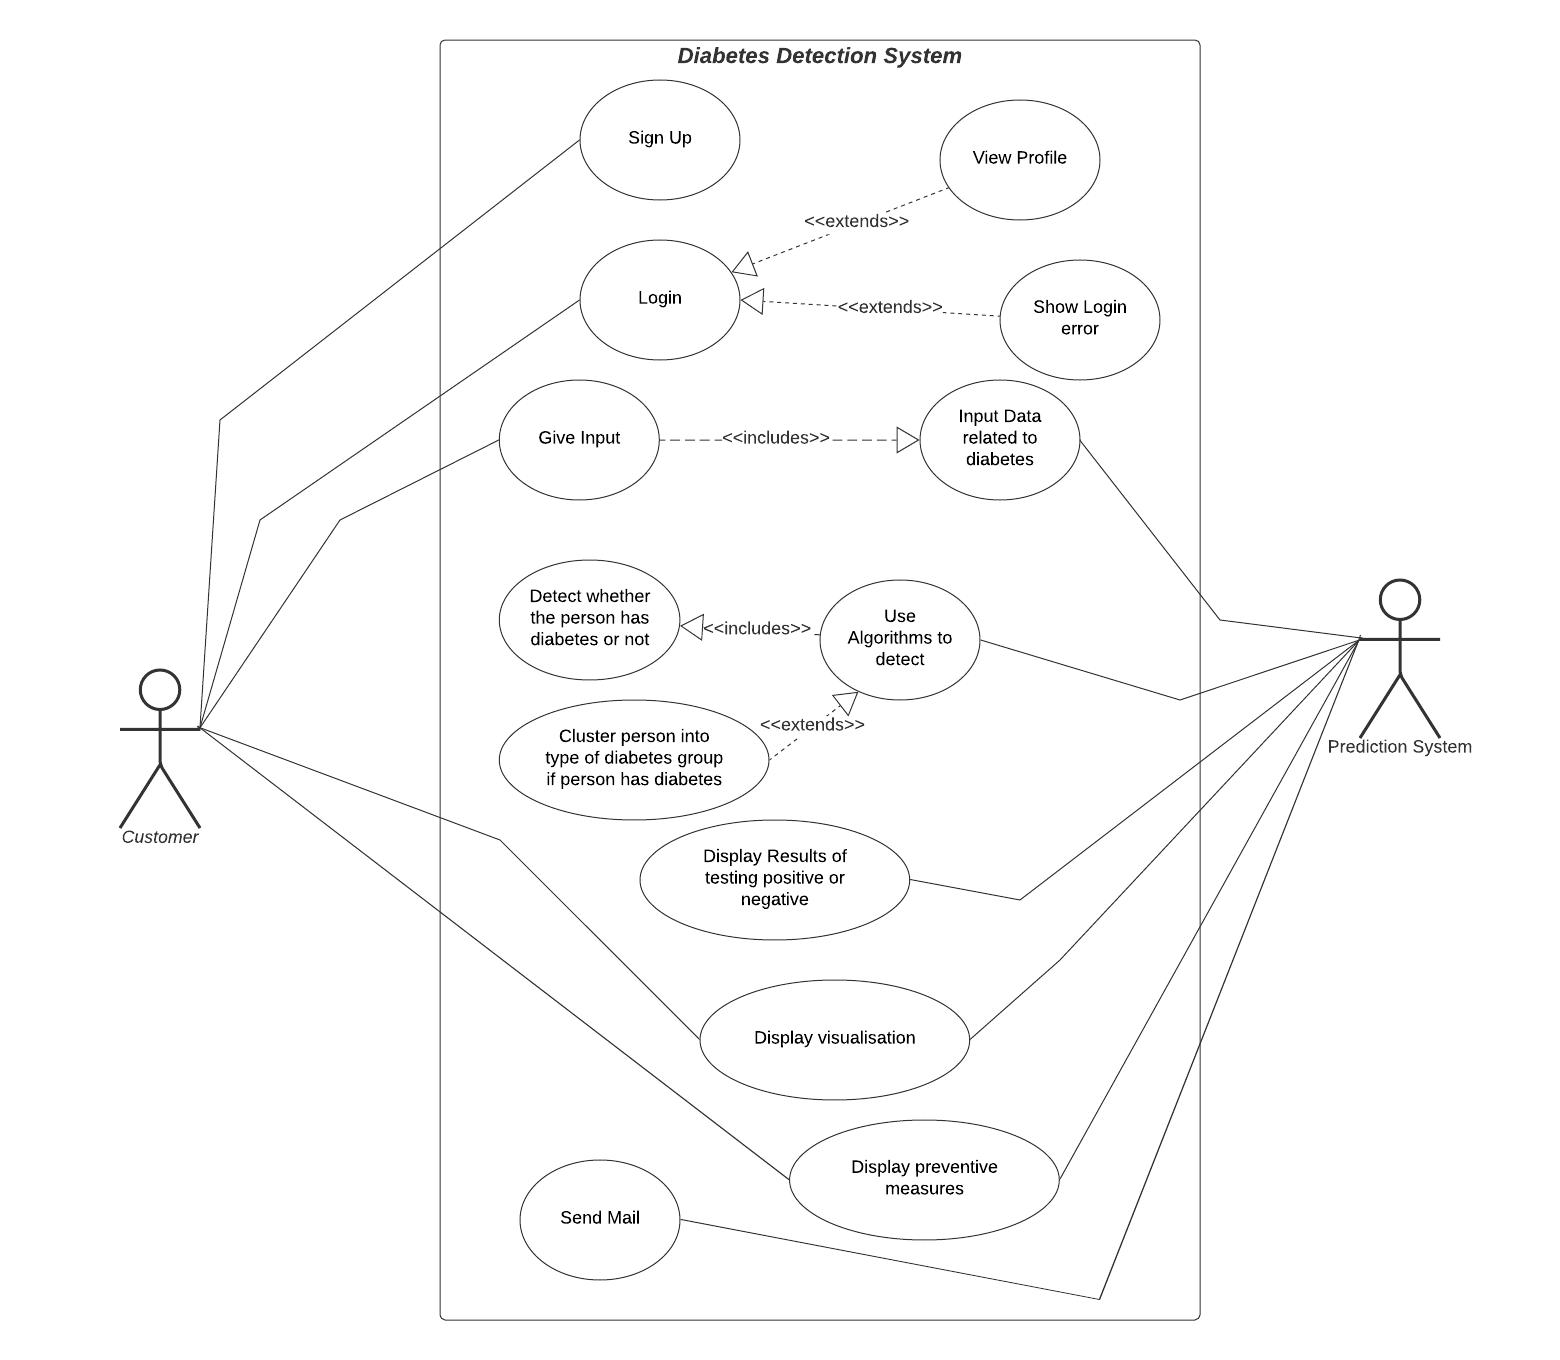 Diabetes Detection System
Sign Up
View Profile
<<extends>>
Login
<<extends>>
Show Login
error
Give Input
<<includes>>
Input Data
related to
diabetes
Detect whether
the person has
diabetes or not
<<includes>>
Use
Algorithms to
detect
<<extends>>
Cluster person into
type of diabetes group
if person has diabetes
Prediction System
Customer
Display Results of
testing positive or
negative
Display visualisation
Display preventive
measures
Send Mail